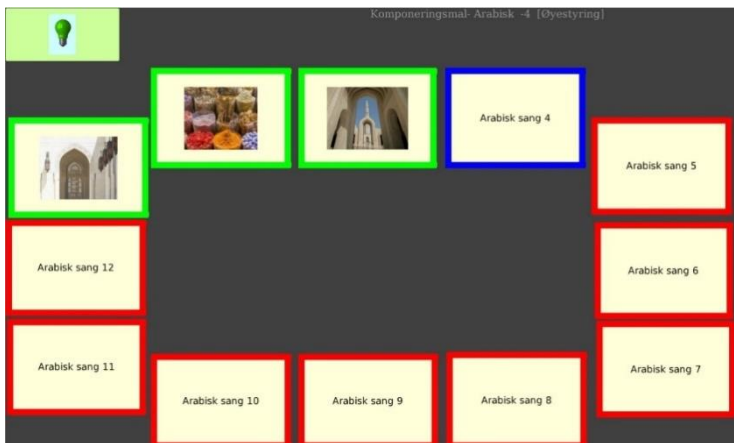 Komponeringsmal- Arabisk -4 [Øyestyring]
Arabisk sang 4
Arabisk sang 5
Arabisk sang 12
Arabisk sang 6
Arabisk sang 11
Arabisk sang 7
Arabisk sang 10
Arabisk sang 9
Arabisk sang 8